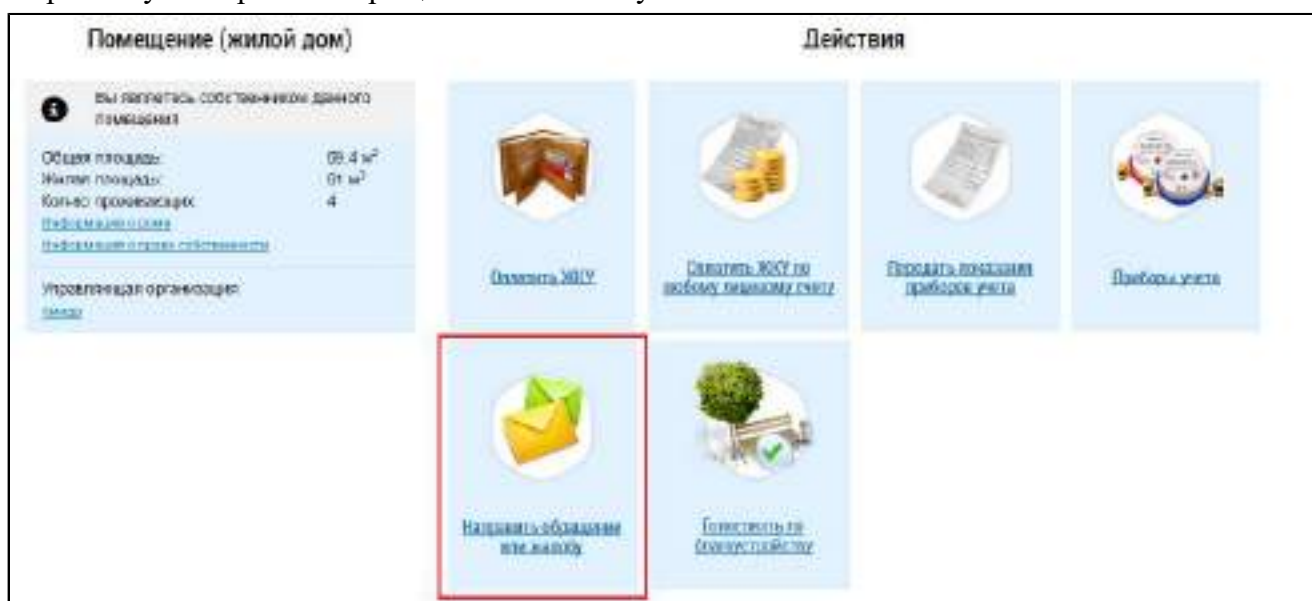 Помещение (жилой дом)
Действия
Вы являетесь собственником данного
помещения
Общая площадь:
м²
Жилая площадь:
м²
Кол-во проживающих:
4
Информация о доме
Информация о праве собственности
Управляющая организация:
Оплатить ЖКУ
Оплатить ЖКУ по
любому лицевому счету
Передать показания
приборов учета
Приборы учета
Направить обращение
или жалобу
Голосовать по
благоустройству